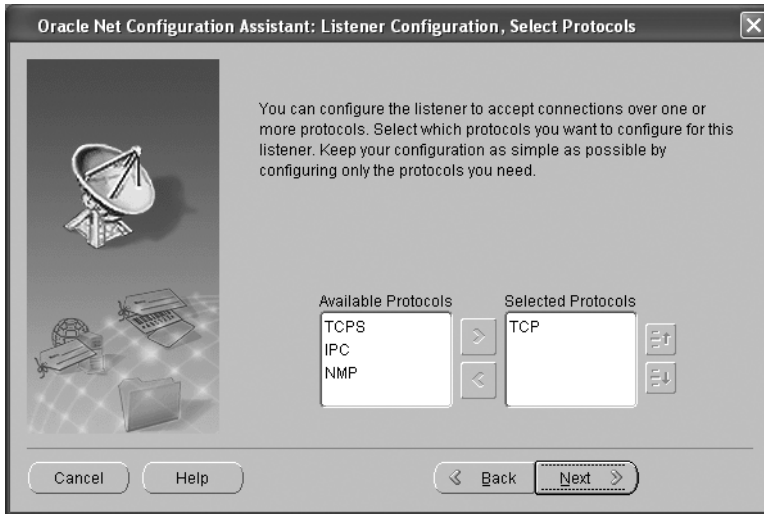 Oracle Net Configuration Assistant: Listener Configuration, Select Protocols
You can configure the listener to accept connections over one or
more protocols. Select which protocols you want to configure for this
listener. Keep your configuration as simple as possible by
configuring only the protocols you need.
Available Protocols
TCPS
IPC
NMP
Selected Protocols
TCP
Cancel
Help
Back
Next